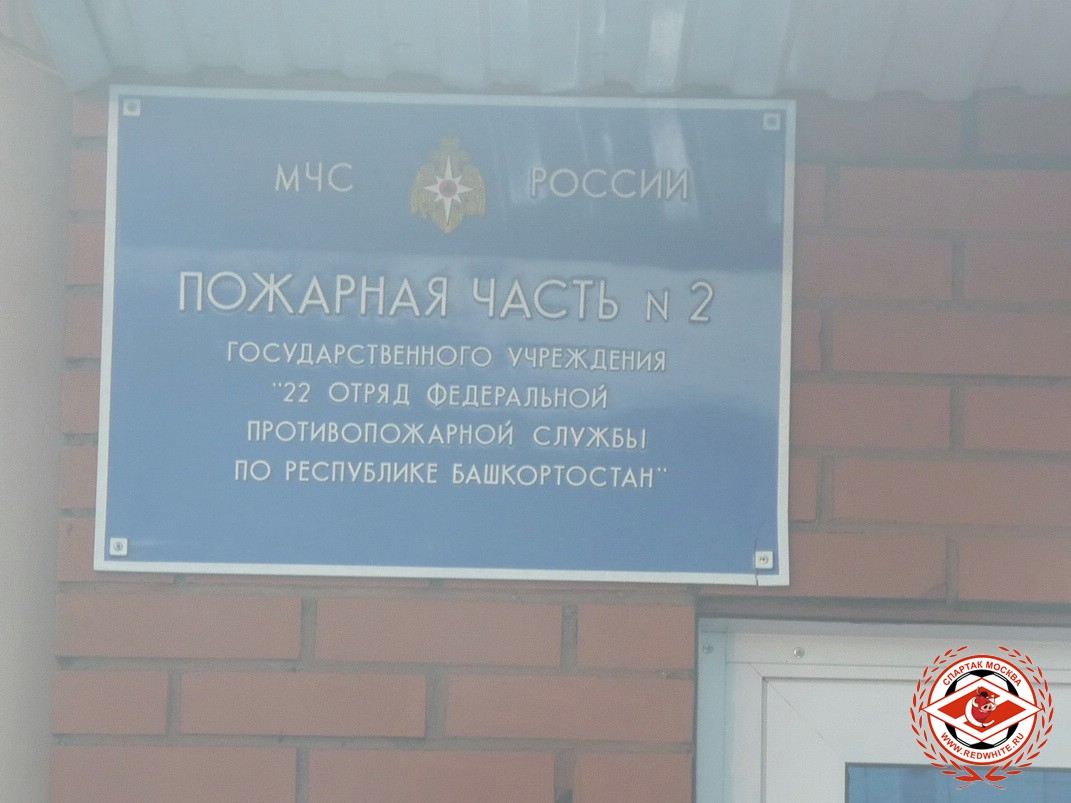 МЧС РОССИИ
ПОЖАРНАЯ ЧАСТЬ N 2
ГОСУДАРСТВЕННОГО УЧРЕЖДЕНИЯ
"22 ОТРЯД ФЕДЕРАЛЬНОЙ
ПРОТИВОПОЖАРНОЙ СЛУЖБЫ
ПО РЕСПУБЛИКЕ БАШКОРТОСТАН"
СПАРТАК МОСКВА
WWW.REDWHITE.RU